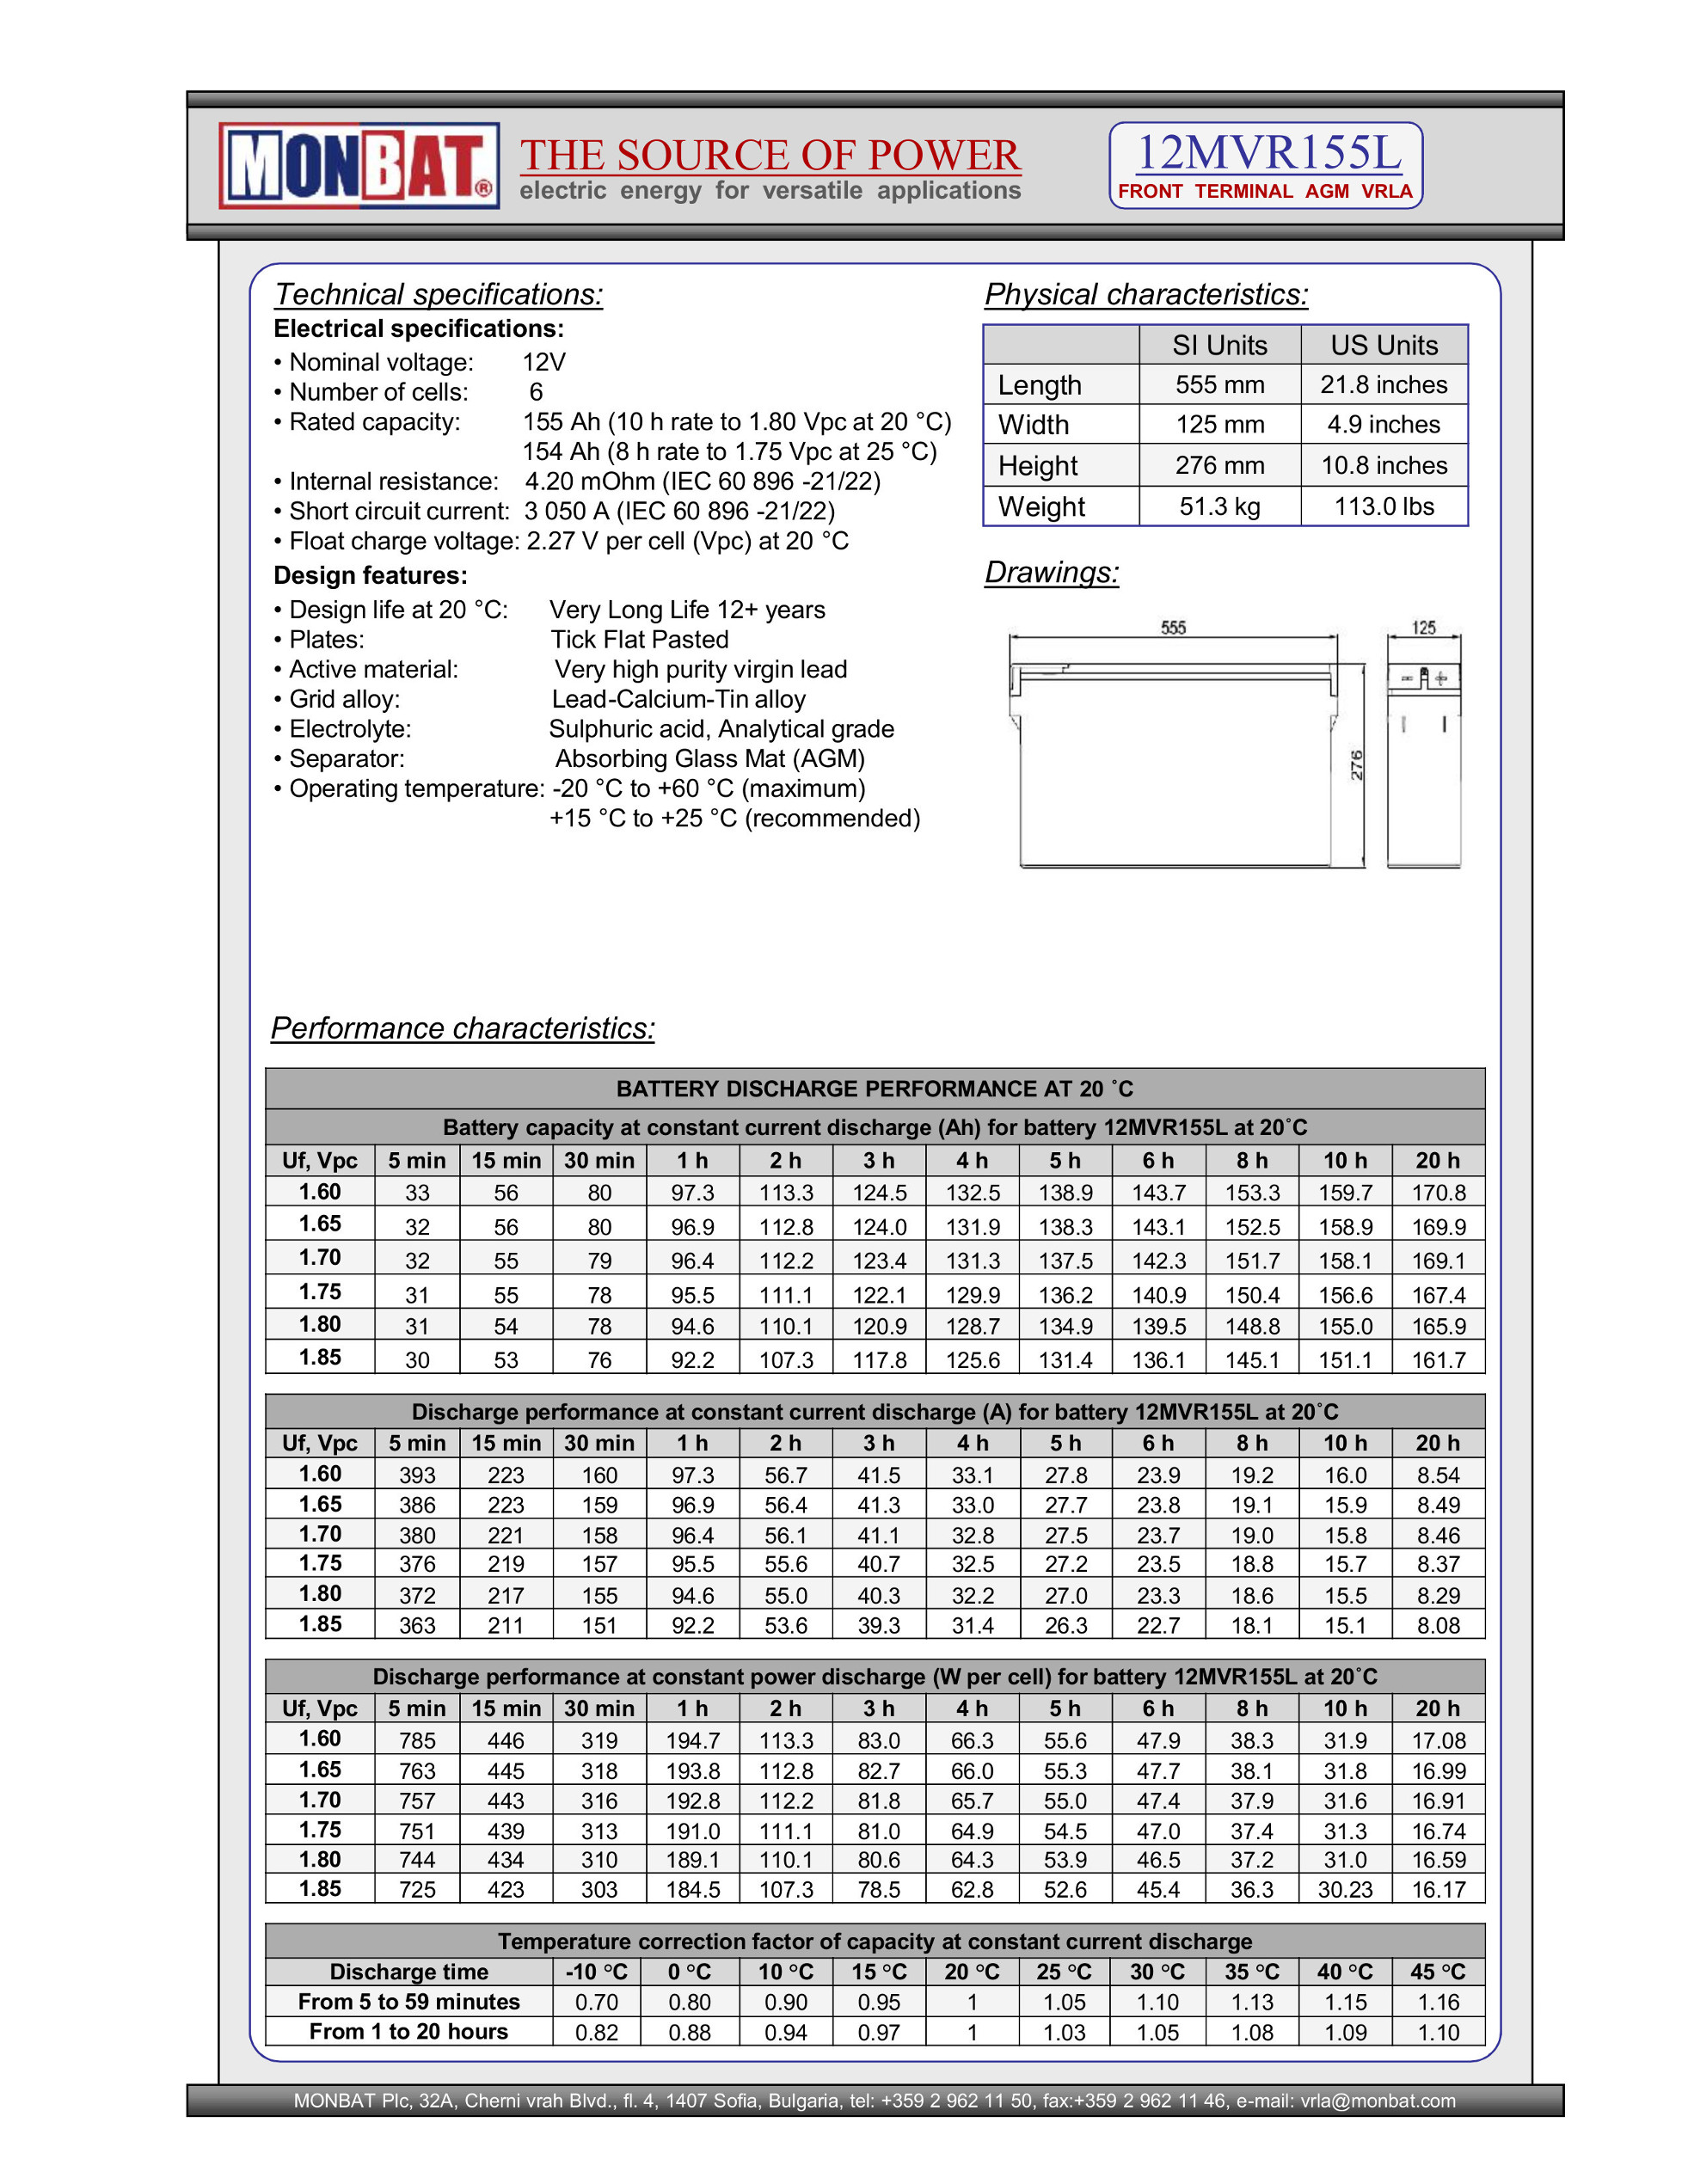 MONBAT®
THE SOURCE OF POWER
electric energy for versatile applications
12MVR155L
FRONT TERMINAL AGM VRLA
Technical specifications:
Electrical specifications:
• Nominal voltage: 12V
• Number of cells: 6
• Rated capacity: 155 Ah (10 h rate to 1.80 Vpc at 20 °C)
154 Ah (8 h rate to 1.75 Vpc at 25 °C)
• Internal resistance: 4.20 mOhm (IEC 60 896 -21/22)
• Short circuit current: 3 050 A (IEC 60 896 -21/22)
• Float charge voltage: 2.27 V per cell (Vpc) at 20 °C
Design features:
• Design life at 20 °C: Very Long Life 12+ years
• Plates: Tick Flat Pasted
• Active material: Very high purity virgin lead
• Grid alloy: Lead-Calcium-Tin alloy
• Electrolyte: Sulphuric acid, Analytical grade
• Separator: Absorbing Glass Mat (AGM)
• Operating temperature: -20 °C to +60 °C (maximum)
+15 °C to +25 °C (recommended)
Physical characteristics:
SI Units US Units
Length 555 mm 21.8 inches
Width 125 mm 4.9 inches
Height 276 mm 10.8 inches
Weight 51.3 kg 113.0 lbs
Drawings:
555 125
- +
276
Performance characteristics:
BATTERY DISCHARGE PERFORMANCE AT 20 ˚C
Battery capacity at constant current discharge (Ah) for battery 12MVR155L at 20˚C
Uf, Vpc 5 min 15 min 30 min 1 h 2 h 3 h 4 h 5 h 6 h 8 h 10 h 20 h
1.60 33 56 80 97.3 113.3 124.5 132.5 138.9 143.7 153.3 159.7 170.8
1.65 32 56 80 96.9 112.8 124.0 131.9 138.3 143.1 152.5 158.9 169.9
1.70 32 55 79 96.4 112.2 123.4 131.3 137.5 142.3 151.7 158.1 169.1
1.75 31 55 78 95.5 111.1 122.1 129.9 136.2 140.9 150.4 156.6 167.4
1.80 31 54 78 94.6 110.1 120.9 128.7 134.9 139.5 148.8 155.0 165.9
1.85 30 53 76 92.2 107.3 117.8 125.6 131.4 136.1 145.1 151.1 161.7
Discharge performance at constant current discharge (A) for battery 12MVR155L at 20˚C
Uf, Vpc 5 min 15 min 30 min 1 h 2 h 3 h 4 h 5 h 6 h 8 h 10 h 20 h
1.60 393 223 160 97.3 56.7 41.5 33.1 27.8 23.9 19.2 16.0 8.54
1.65 386 223 159 96.9 56.4 41.3 33.0 27.7 23.8 19.1 15.9 8.49
1.70 380 221 158 96.4 56.1 41.1 32.8 27.5 23.7 19.0 15.8 8.46
1.75 376 219 157 95.5 55.6 40.7 32.5 27.2 23.5 18.8 15.7 8.37
1.80 372 217 155 94.6 55.0 40.3 32.2 27.0 23.3 18.6 15.5 8.29
1.85 363 211 151 92.2 53.6 39.3 31.4 26.3 22.7 18.1 15.1 8.08
Discharge performance at constant power discharge (W per cell) for battery 12MVR155L at 20˚C
Uf, Vpc 5 min 15 min 30 min 1 h 2 h 3 h 4 h 5 h 6 h 8 h 10 h 20 h
1.60 785 446 319 194.7 113.3 83.0 66.3 55.6 47.9 38.3 31.9 17.08
1.65 763 445 318 193.8 112.8 82.7 66.0 55.3 47.7 38.1 31.8 16.99
1.70 757 443 316 192.8 112.2 81.8 65.7 55.0 47.4 37.9 31.6 16.91
1.75 751 439 313 191.0 111.1 81.0 64.9 54.5 47.0 37.4 31.3 16.74
1.80 744 434 310 189.1 110.1 80.6 64.3 53.9 46.5 37.2 31.0 16.59
1.85 725 423 303 184.5 107.3 78.5 62.8 52.6 45.4 36.3 30.23 16.17
Temperature correction factor of capacity at constant current discharge
Discharge time -10 °C 0 °C 10 °C 15 °C 20 °C 25 °C 30 °C 35 °C 40 °C 45 °C
From 5 to 59 minutes 0.70 0.80 0.90 0.95 1 1.05 1.10 1.13 1.15 1.16
From 1 to 20 hours 0.82 0.88 0.94 0.97 1 1.03 1.05 1.08 1.09 1.10
MONBAT Plc, 32A, Cherni vrah Blvd., fl. 4, 1407 Sofia, Bulgaria, tel: +359 2 962 11 50, fax:+359 2 962 11 46, e-mail: vrla@monbat.com